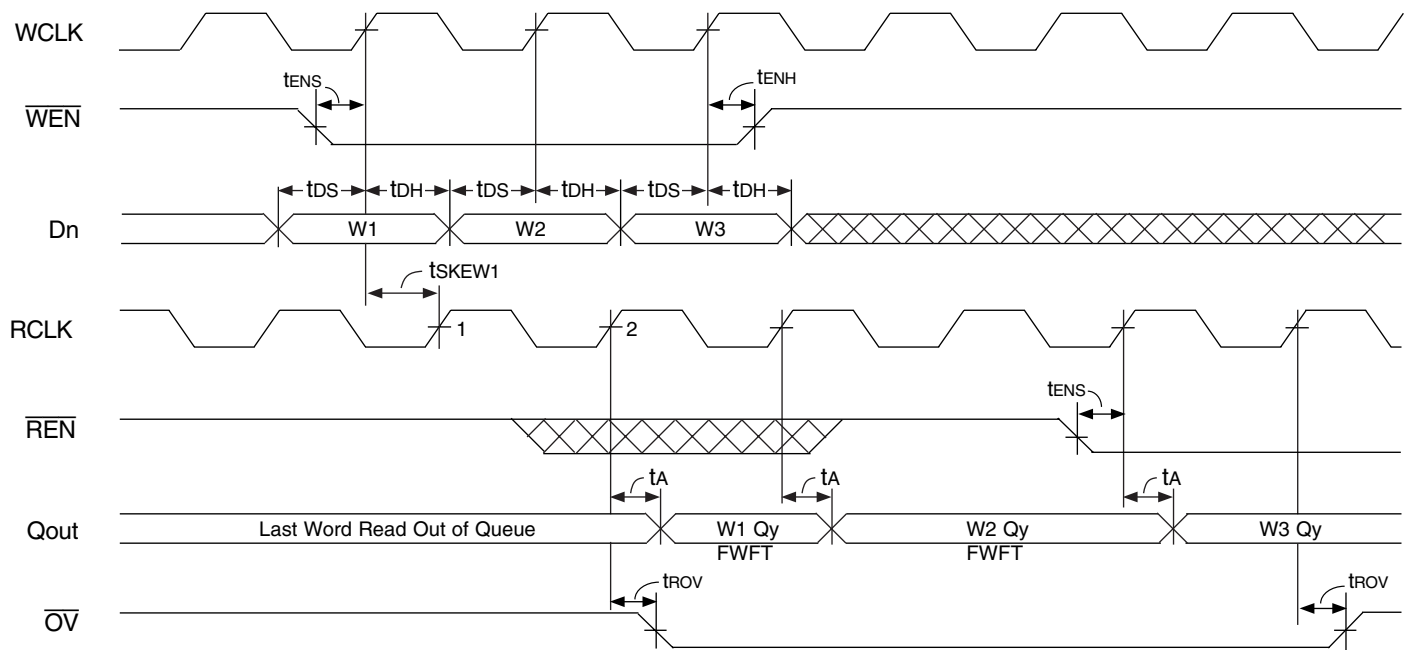 WCLK
tENS
tENH
WEN
tDS tDH tDS tDH tDS tDH
Dn W1 W2 W3
tSKEW1
RCLK 1 2
tENS
REN
tA tA tA
Qout Last Word Read Out of Queue W1 Qy W2 Qy W3 Qy
FWFT FWFT
tROV tROV
OV